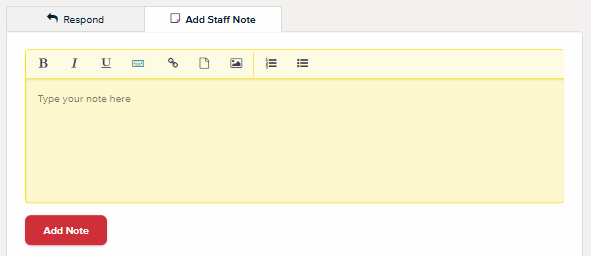 Respond
Add Staff Note
B I U
Type your note here
Add Note